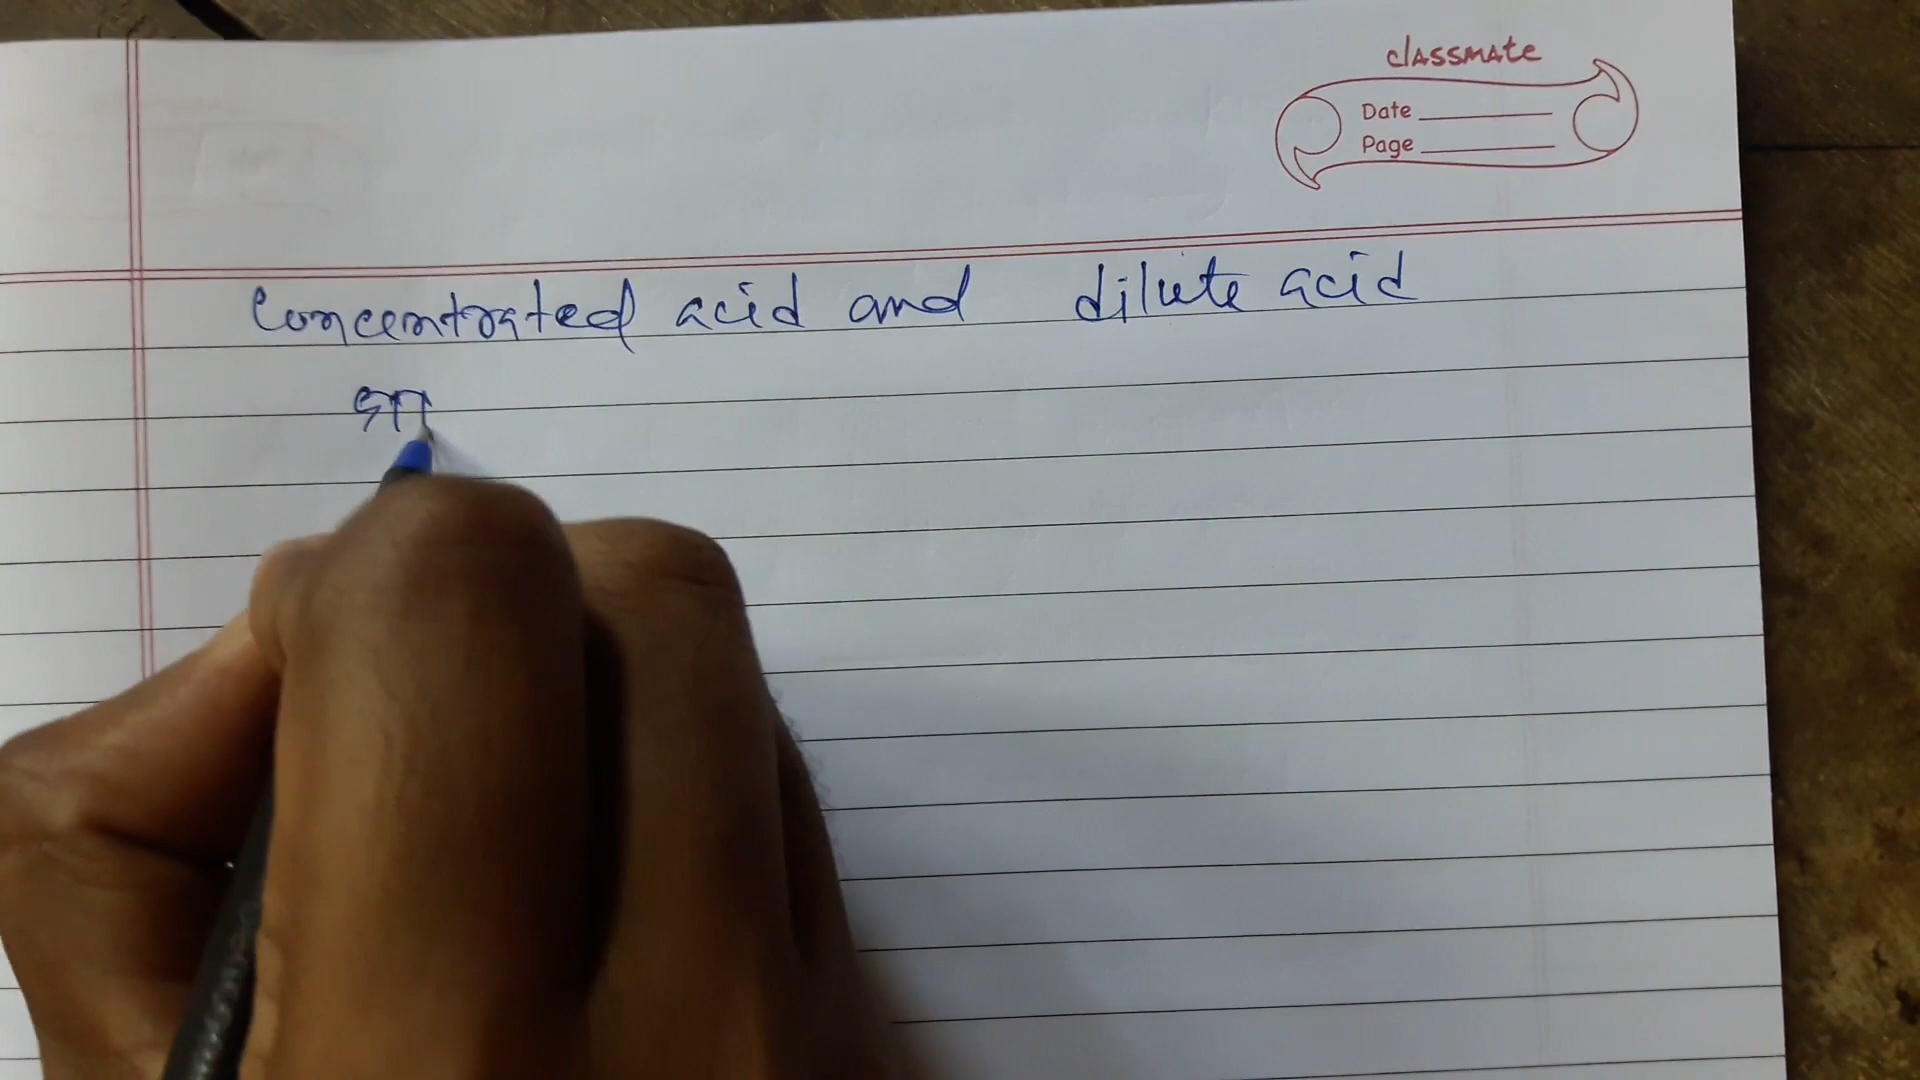 classmate
Date
Page
Concentrated acid and dilute acid